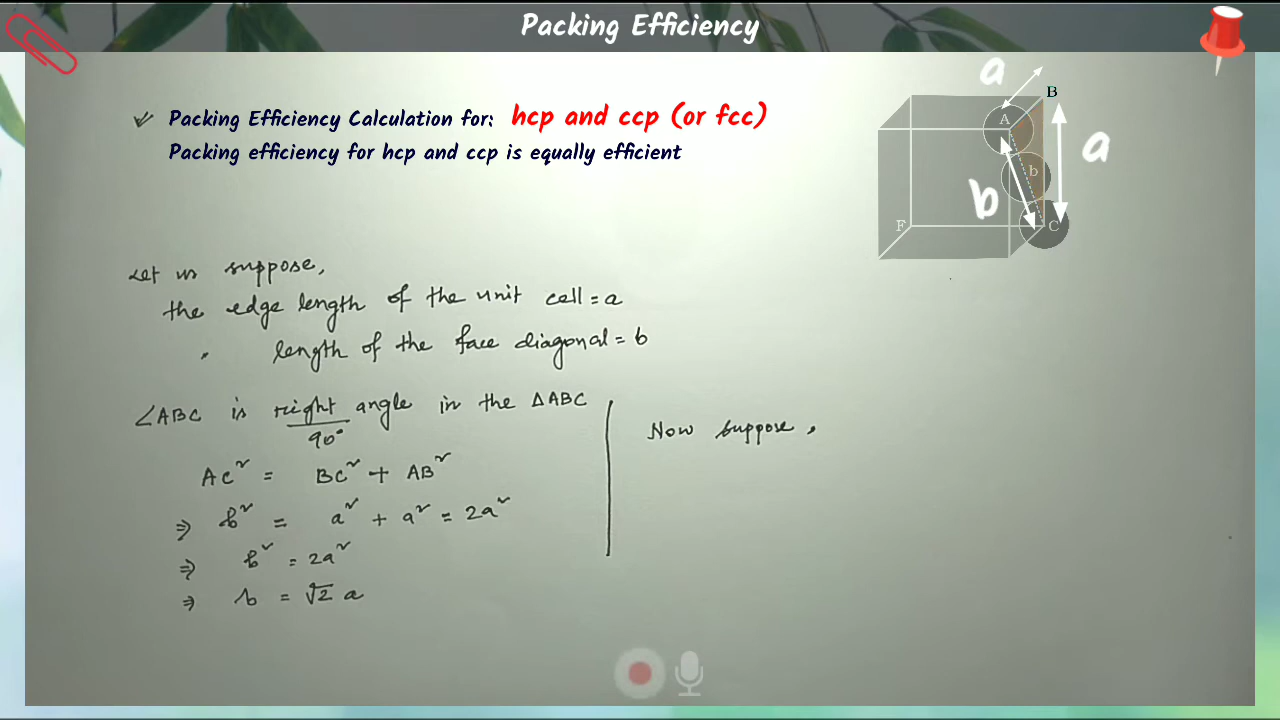 Packing Efficiency
Packing Efficiency Calculation for: hcp and ccp (or fcc)
Packing efficiency for hcp and ccp is equally efficient
a
B
A
a
b
b
F
C
Let us suppose,
the edge length of the unit cell = a
" length of the face diagonal = b
∠ABC is right angle in the ΔABC
90°
AC² = BC² + AB²
⇒ b² = a² + a² = 2a²
⇒ b² = 2a²
⇒ b = √2 a
Now suppose,